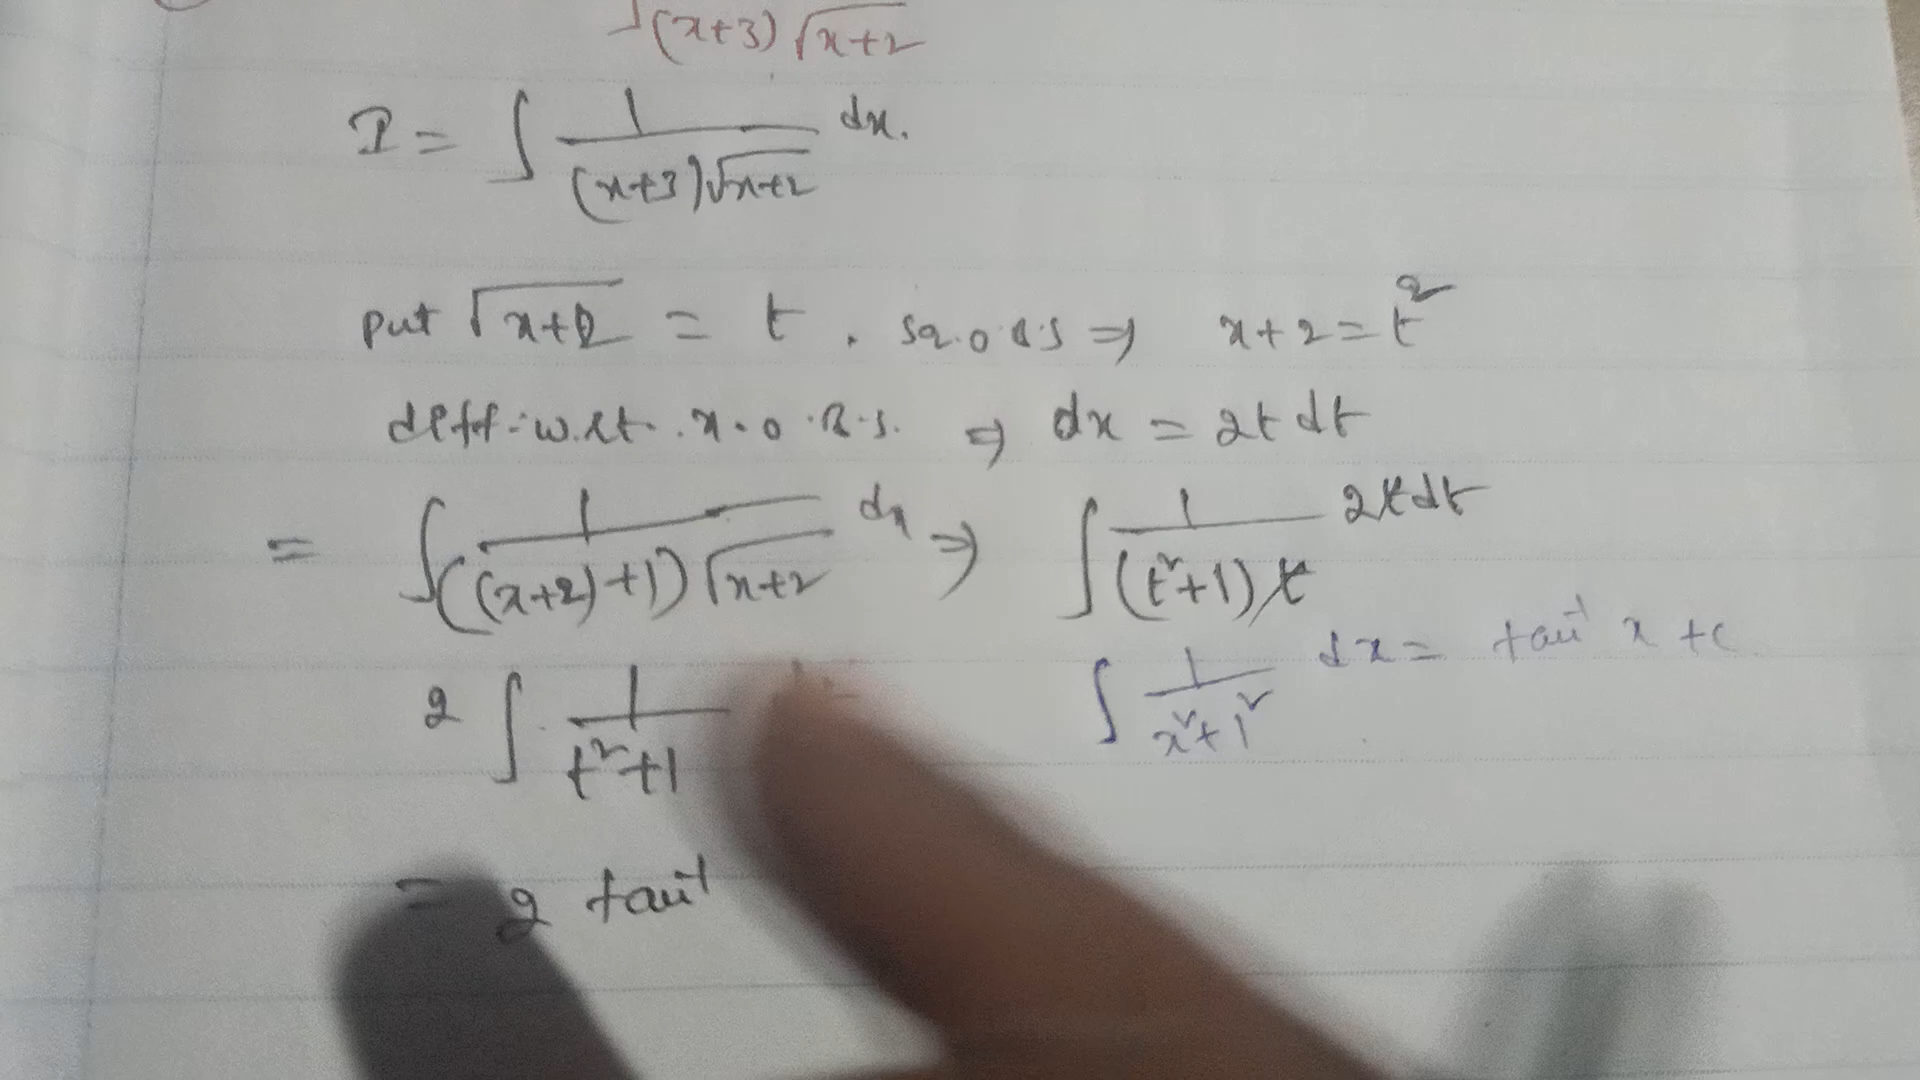 ∫(x+3) √x+2
I = ∫ 1/((x+3)√x+2) dx.
put √x+2 = t . sq.o.b.s ⇒ x+2 = t²
diff. w.r.t. x. o. B.s. ⇒ dx = 2t dt
= ∫ 1/(((x+2)+1)√x+2) dx ⇒ ∫ 1/((t²+1) t) 2t dt
∫ 1/(x²+1²) dx = tan⁻¹ x + c
2 ∫ 1/(t²+1)
= 2 tan⁻¹